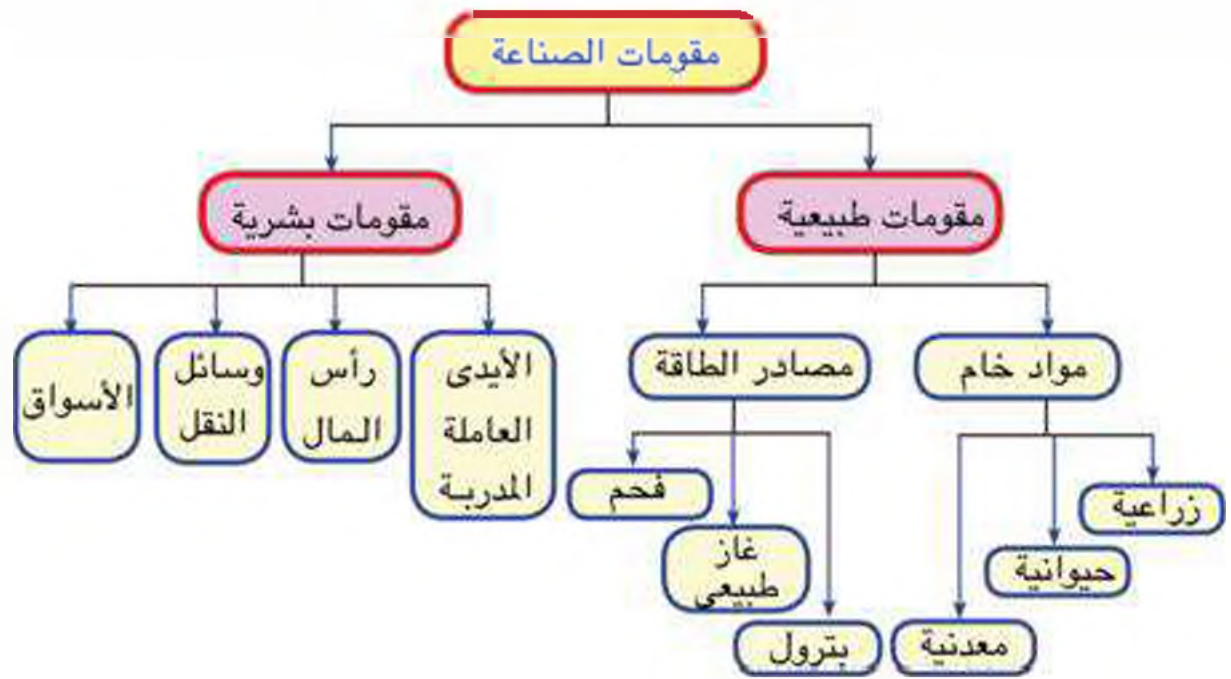 مقومات الصناعة
مقومات طبيعية
مقومات بشرية
مواد خام
مصادر الطاقة
الأيدى
العاملة
المدربة
رأس
المال
وسائل
النقل
الأسواق
زراعية
حيوانية
معدنية
فحم
غاز
طبيعى
بترول